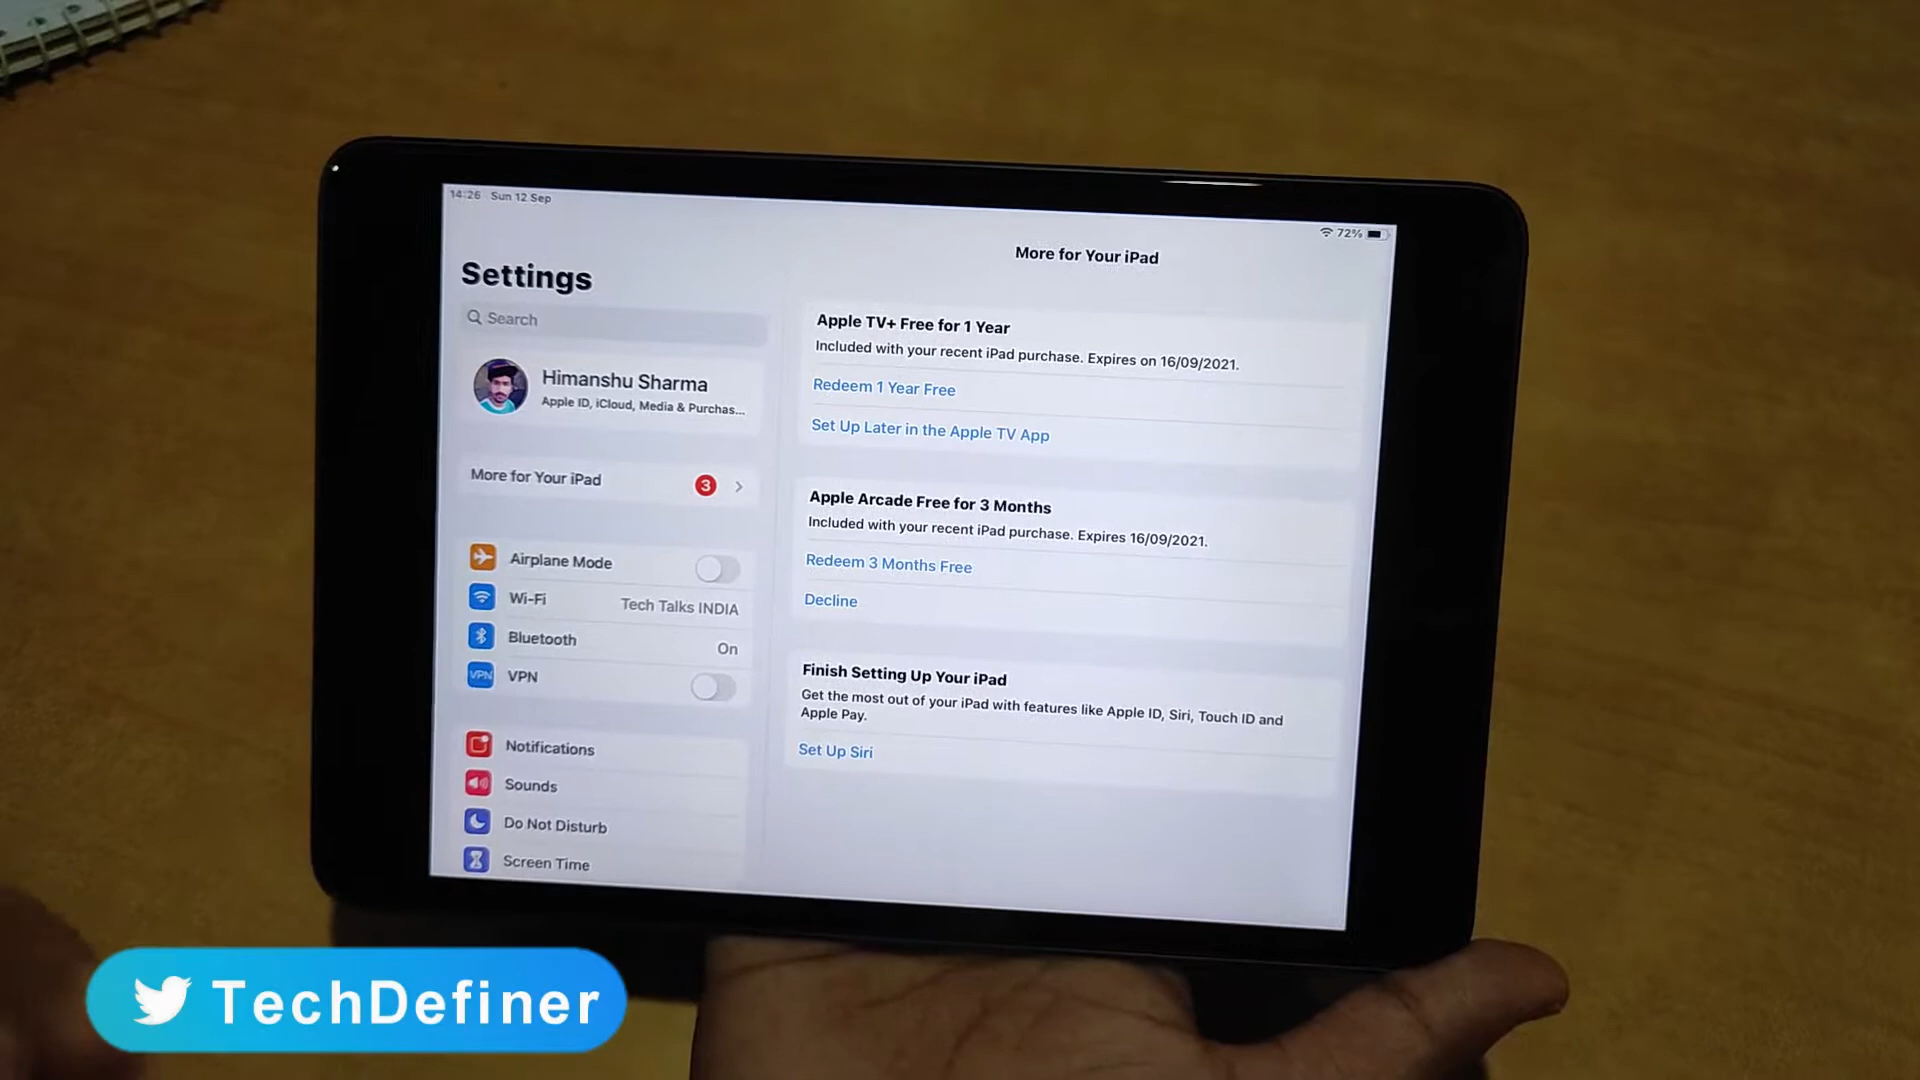 14:26 Sun 12 Sep
72%
Settings
Search
Himanshu Sharma
Apple ID, iCloud, Media & Purchas...
More for Your iPad
3
Airplane Mode
Wi-Fi
Tech Talks INDIA
Bluetooth
On
VPN
VPN
Notifications
Sounds
Do Not Disturb
Screen Time
More for Your iPad
Apple TV+ Free for 1 Year
Included with your recent iPad purchase. Expires on 16/09/2021.
Redeem 1 Year Free
Set Up Later in the Apple TV App
Apple Arcade Free for 3 Months
Included with your recent iPad purchase. Expires 16/09/2021.
Redeem 3 Months Free
Decline
Finish Setting Up Your iPad
Get the most out of your iPad with features like Apple ID, Siri, Touch ID and
Apple Pay.
Set Up Siri
TechDefiner